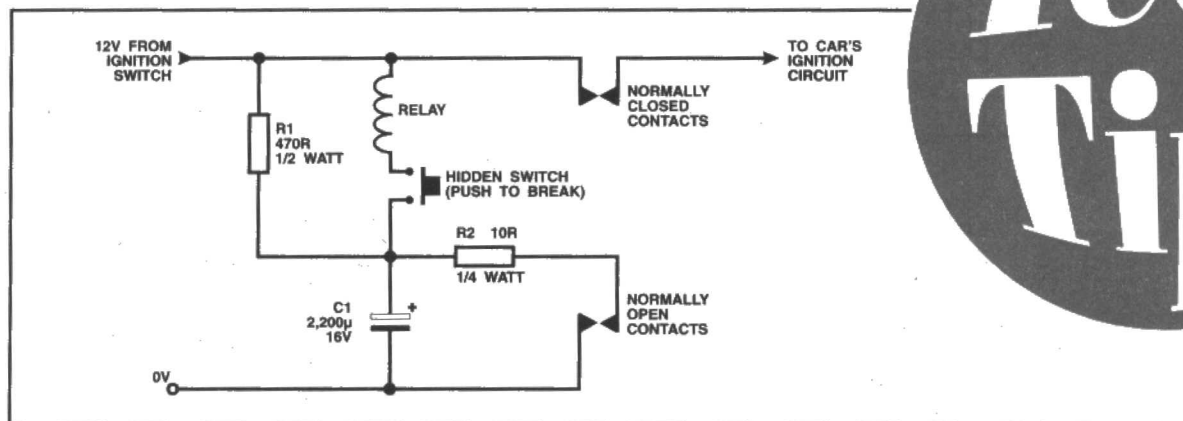 12V FROM
IGNITION
SWITCH
TO CAR'S
IGNITION
CIRCUIT
NORMALLY
CLOSED
CONTACTS
RELAY
R1
470R
1/2 WATT
HIDDEN SWITCH
(PUSH TO BREAK)
R2 10R
1/4 WATT
C1
2,200µ
16V
+
NORMALLY
OPEN
CONTACTS
0V